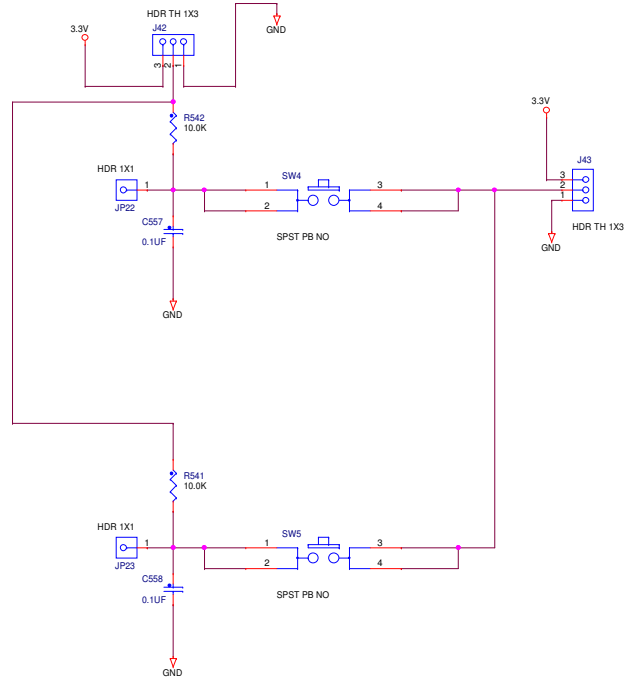 HDR TH 1X3
J42
3.3V
GND
3
2
1
R542
10.0K
3.3V
J43
HDR 1X1
1
JP22
SW4
1
2
3
4
SPST PB NO
3
2
1
HDR TH 1X3
GND
C557
0.1UF
GND
R541
10.0K
HDR 1X1
1
JP23
SW5
1
2
3
4
SPST PB NO
C558
0.1UF
GND